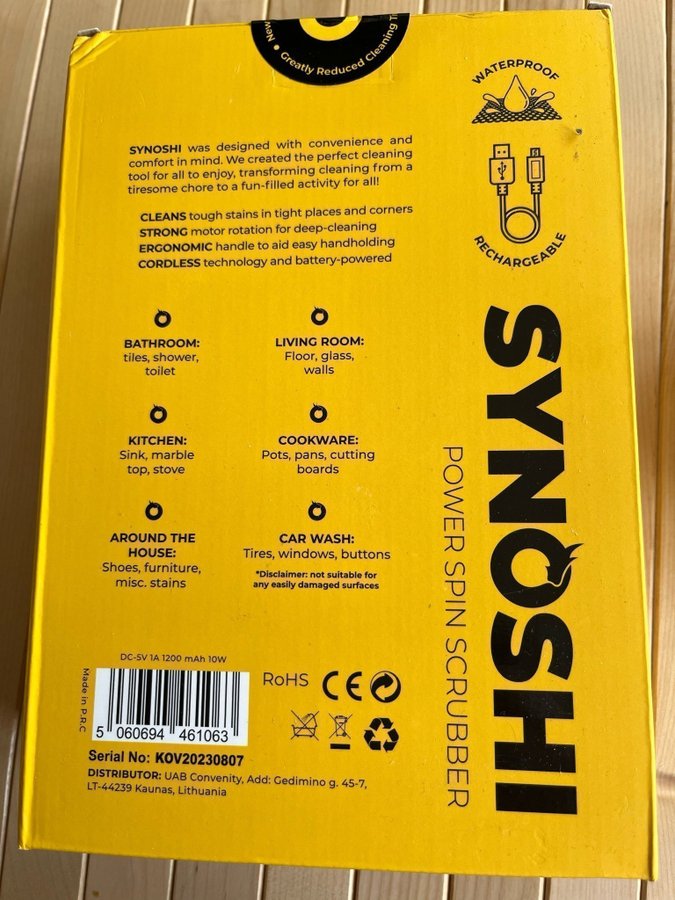 New
Greatly Reduced Cleaning
WATERPROOF
RECHARGEABLE
SYNOSHI was designed with convenience and
comfort in mind. We created the perfect cleaning
tool for all to enjoy, transforming cleaning from a
tiresome chore to a fun-filled activity for all!
CLEANS tough stains in tight places and corners
STRONG motor rotation for deep-cleaning
ERGONOMIC handle to aid easy handholding
CORDLESS technology and battery-powered
BATHROOM:
tiles, shower,
toilet
LIVING ROOM:
Floor, glass,
walls
KITCHEN:
Sink, marble
top, stove
COOKWARE:
Pots, pans, cutting
boards
AROUND THE
HOUSE:
Shoes, furniture,
misc. stains
CAR WASH:
Tires, windows, buttons
*Disclaimer: not suitable for
any easily damaged surfaces
SYNOSHI
POWER SPIN SCRUBBER
DC-5V 1A 1200 mAh 10W
Made in P.R.C
5 060694 461063
RoHS CE
Serial No: KOV20230807
DISTRIBUTOR: UAB Convenity, Add: Gedimino g. 45-7,
LT-44239 Kaunas, Lithuania